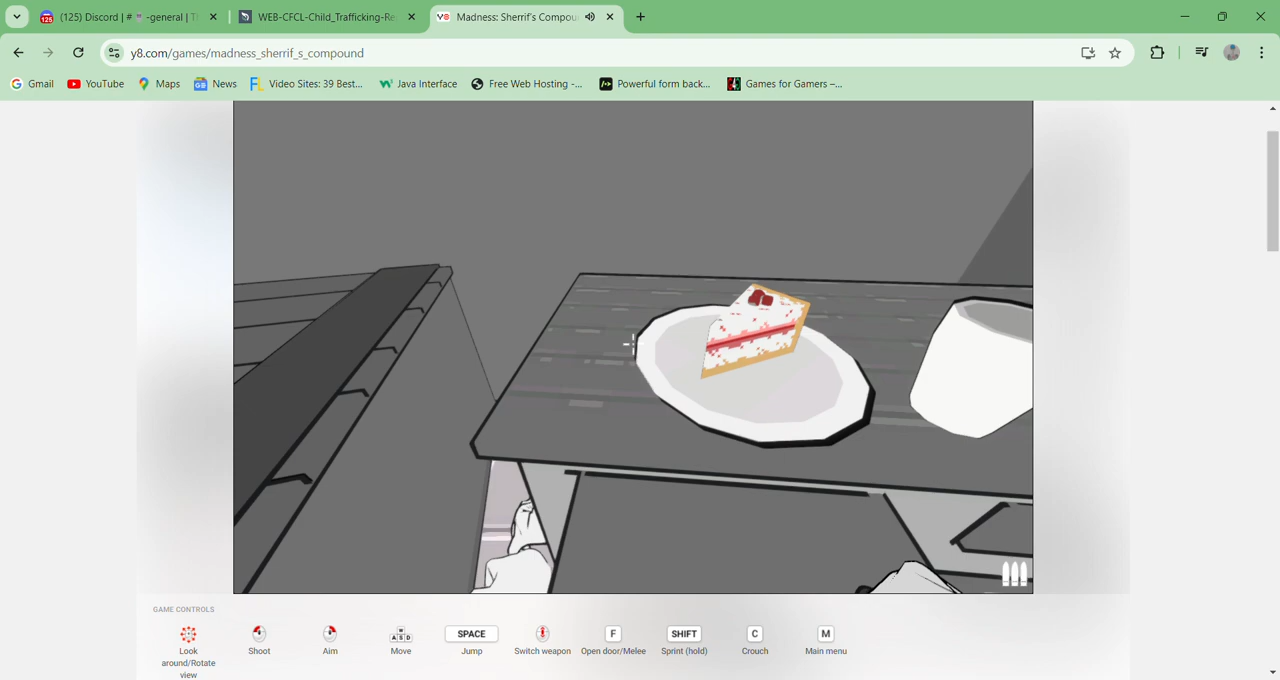 (125) Discord | # -general | T
WEB-CFCL-Child_Trafficking-Re
Y8 Madness: Sherrif's Compou
y8.com/games/madness_sherrif_s_compound
Gmail YouTube Maps News Video Sites: 39 Best... Java Interface Free Web Hosting -... Powerful form back... Games for Gamers –...
GAME CONTROLS
W A S D SPACE F SHIFT C M
Look around/Rotate view
Shoot
Aim
Move
Jump
Switch weapon
Open door/Melee
Sprint (hold)
Crouch
Main menu